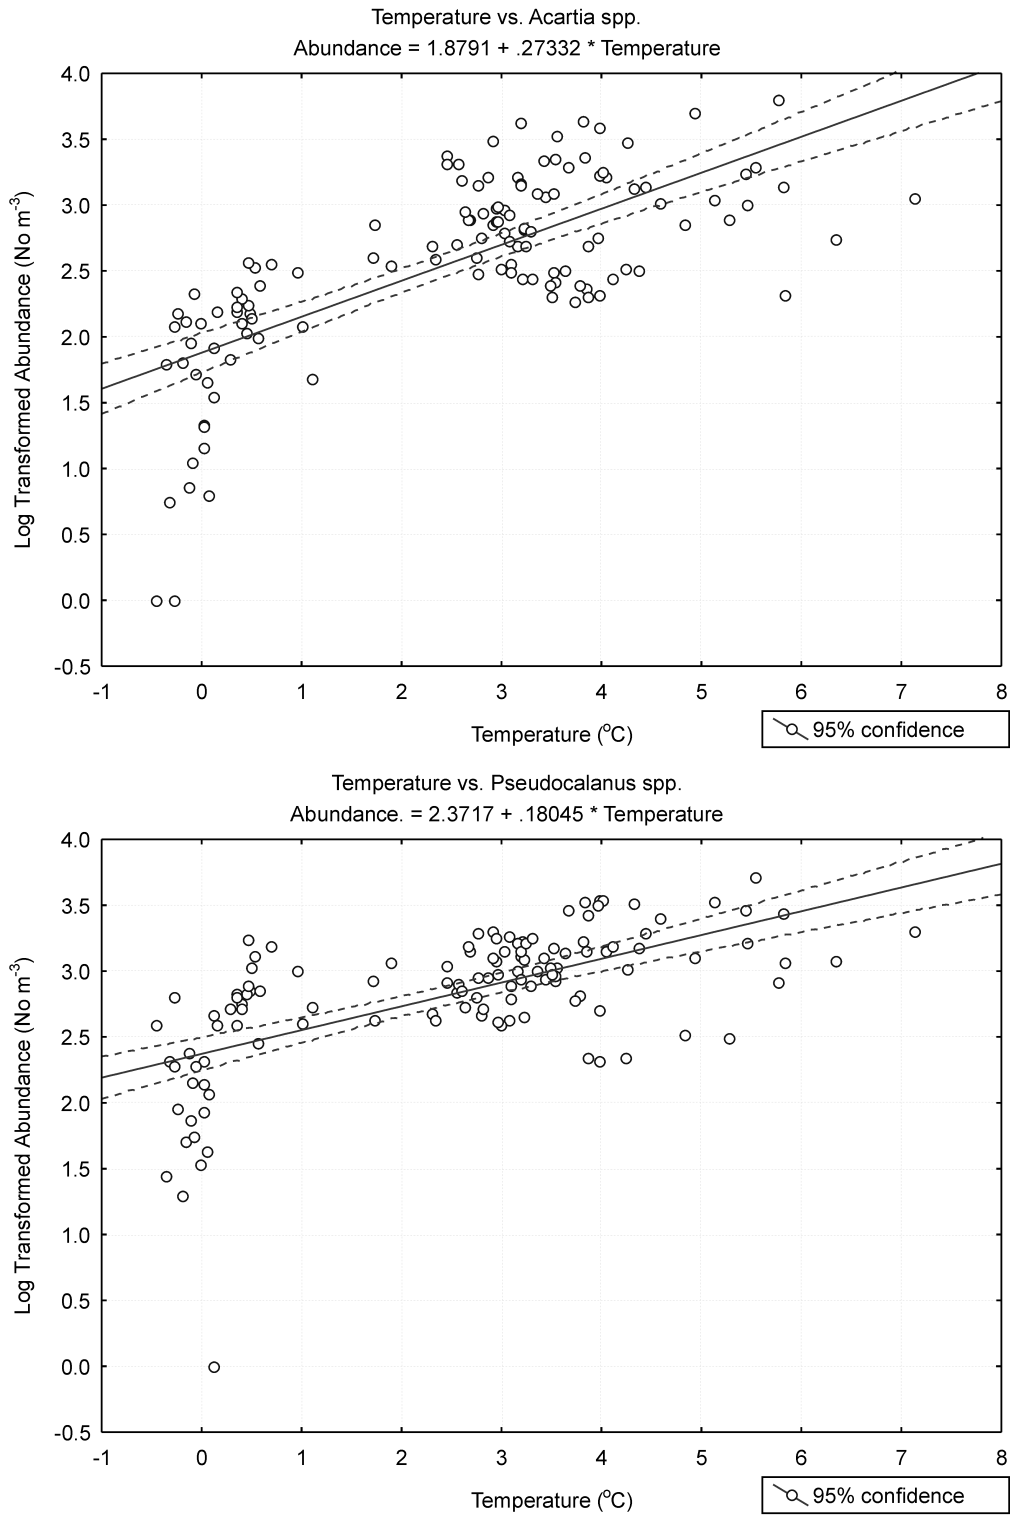 Temperature vs. Acartia spp.
Abundance = 1.8791 + .27332 * Temperature
4.0
3.5
3.0
2.5
2.0
1.5
1.0
0.5
0.0
-0.5
Log Transformed Abundance (No m⁻³)
-1 0 1 2 3 4 5 6 7 8
Temperature (ºC)
95% confidence
Temperature vs. Pseudocalanus spp.
Abundance. = 2.3717 + .18045 * Temperature
4.0
3.5
3.0
2.5
2.0
1.5
1.0
0.5
0.0
-0.5
Log Transformed Abundance (No m⁻³)
-1 0 1 2 3 4 5 6 7 8
Temperature (ºC)
95% confidence